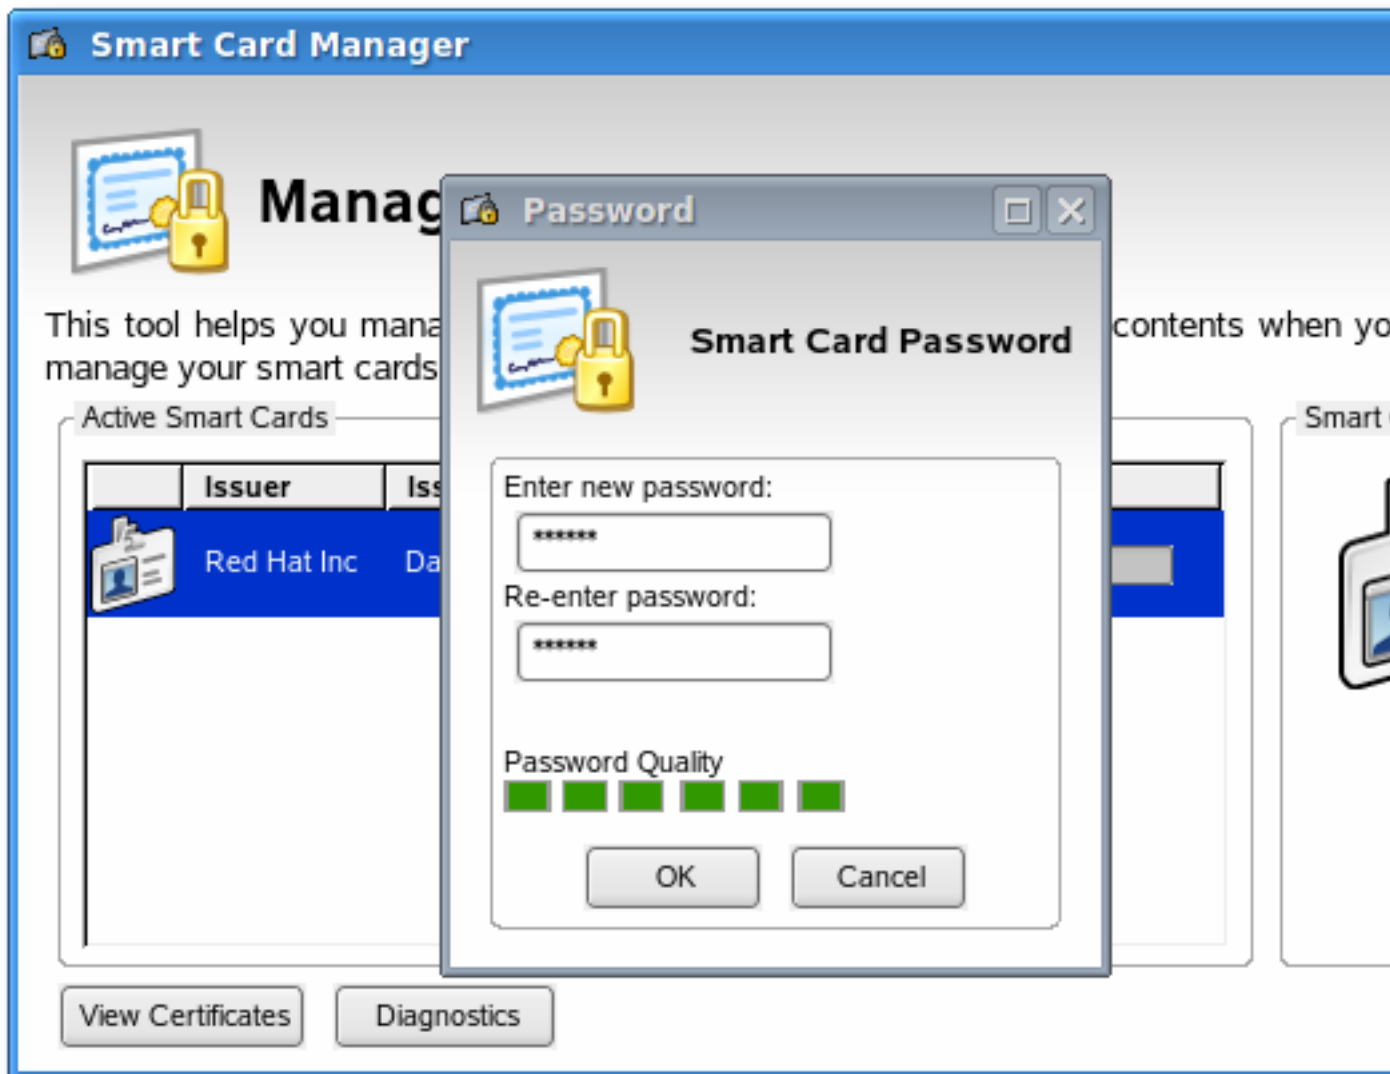 Smart Card Manager
Manag
Password
This tool helps you mana
contents when yo
manage your smart cards
Smart Card Password
Active Smart Cards
Smart
Issuer
Iss
Red Hat Inc
Da
Enter new password:
******
Re-enter password:
******
Password Quality
OK
Cancel
View Certificates
Diagnostics